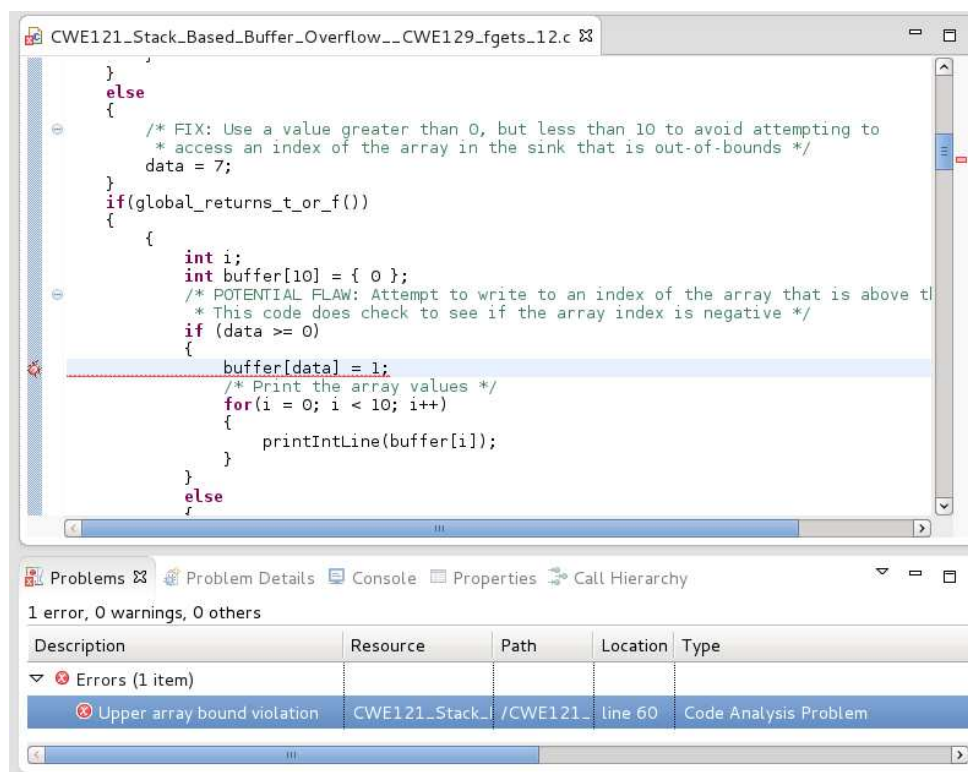 CWE121_Stack_Based_Buffer_Overflow__CWE129_fgets_12.c
}
else
{
/* FIX: Use a value greater than 0, but less than 10 to avoid attempting to
* access an index of the array in the sink that is out-of-bounds */
data = 7;
}
if(global_returns_t_or_f())
{
{
int i;
int buffer[10] = { 0 };
/* POTENTIAL FLAW: Attempt to write to an index of the array that is above
* This code does check to see if the array index is negative */
if (data >= 0)
{
buffer[data] = 1;
/* Print the array values */
for(i = 0; i < 10; i++)
{
printIntLine(buffer[i]);
}
}
else
{
Problems Problem Details Console Properties Call Hierarchy
1 error, 0 warnings, 0 others
Description Resource Path Location Type
Errors (1 item)
Upper array bound violation CWE121_Stack_ /CWE121_ line 60 Code Analysis Problem